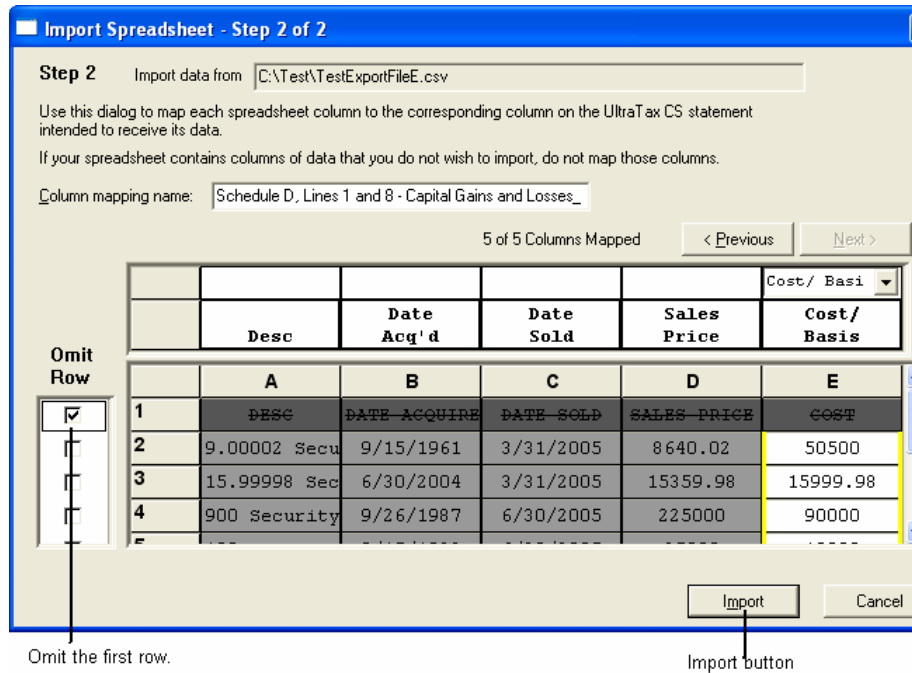 Import Spreadsheet - Step 2 of 2
Step 2 Import data from C:\Test\TestExportFileE.csv
Use this dialog to map each spreadsheet column to the corresponding column on the UltraTax CS statement
intended to receive its data.
If your spreadsheet contains columns of data that you do not wish to import, do not map those columns.
Column mapping name: Schedule D, Lines 1 and 8 - Capital Gains and Losses_
5 of 5 Columns Mapped < Previous Next >
Cost/ Basi
Desc Date Acq'd Date Sold Sales Price Cost/ Basis
Omit Row
A B C D E
1 DESC DATE ACQUIRE DATE SOLD SALES PRICE COST
2 9.00002 Secu 9/15/1961 3/31/2005 8640.02 50500
3 15.99998 Sec 6/30/2004 3/31/2005 15359.98 15999.98
4 900 Security 9/26/1987 6/30/2005 225000 90000
Import Cancel
Omit the first row. Import button